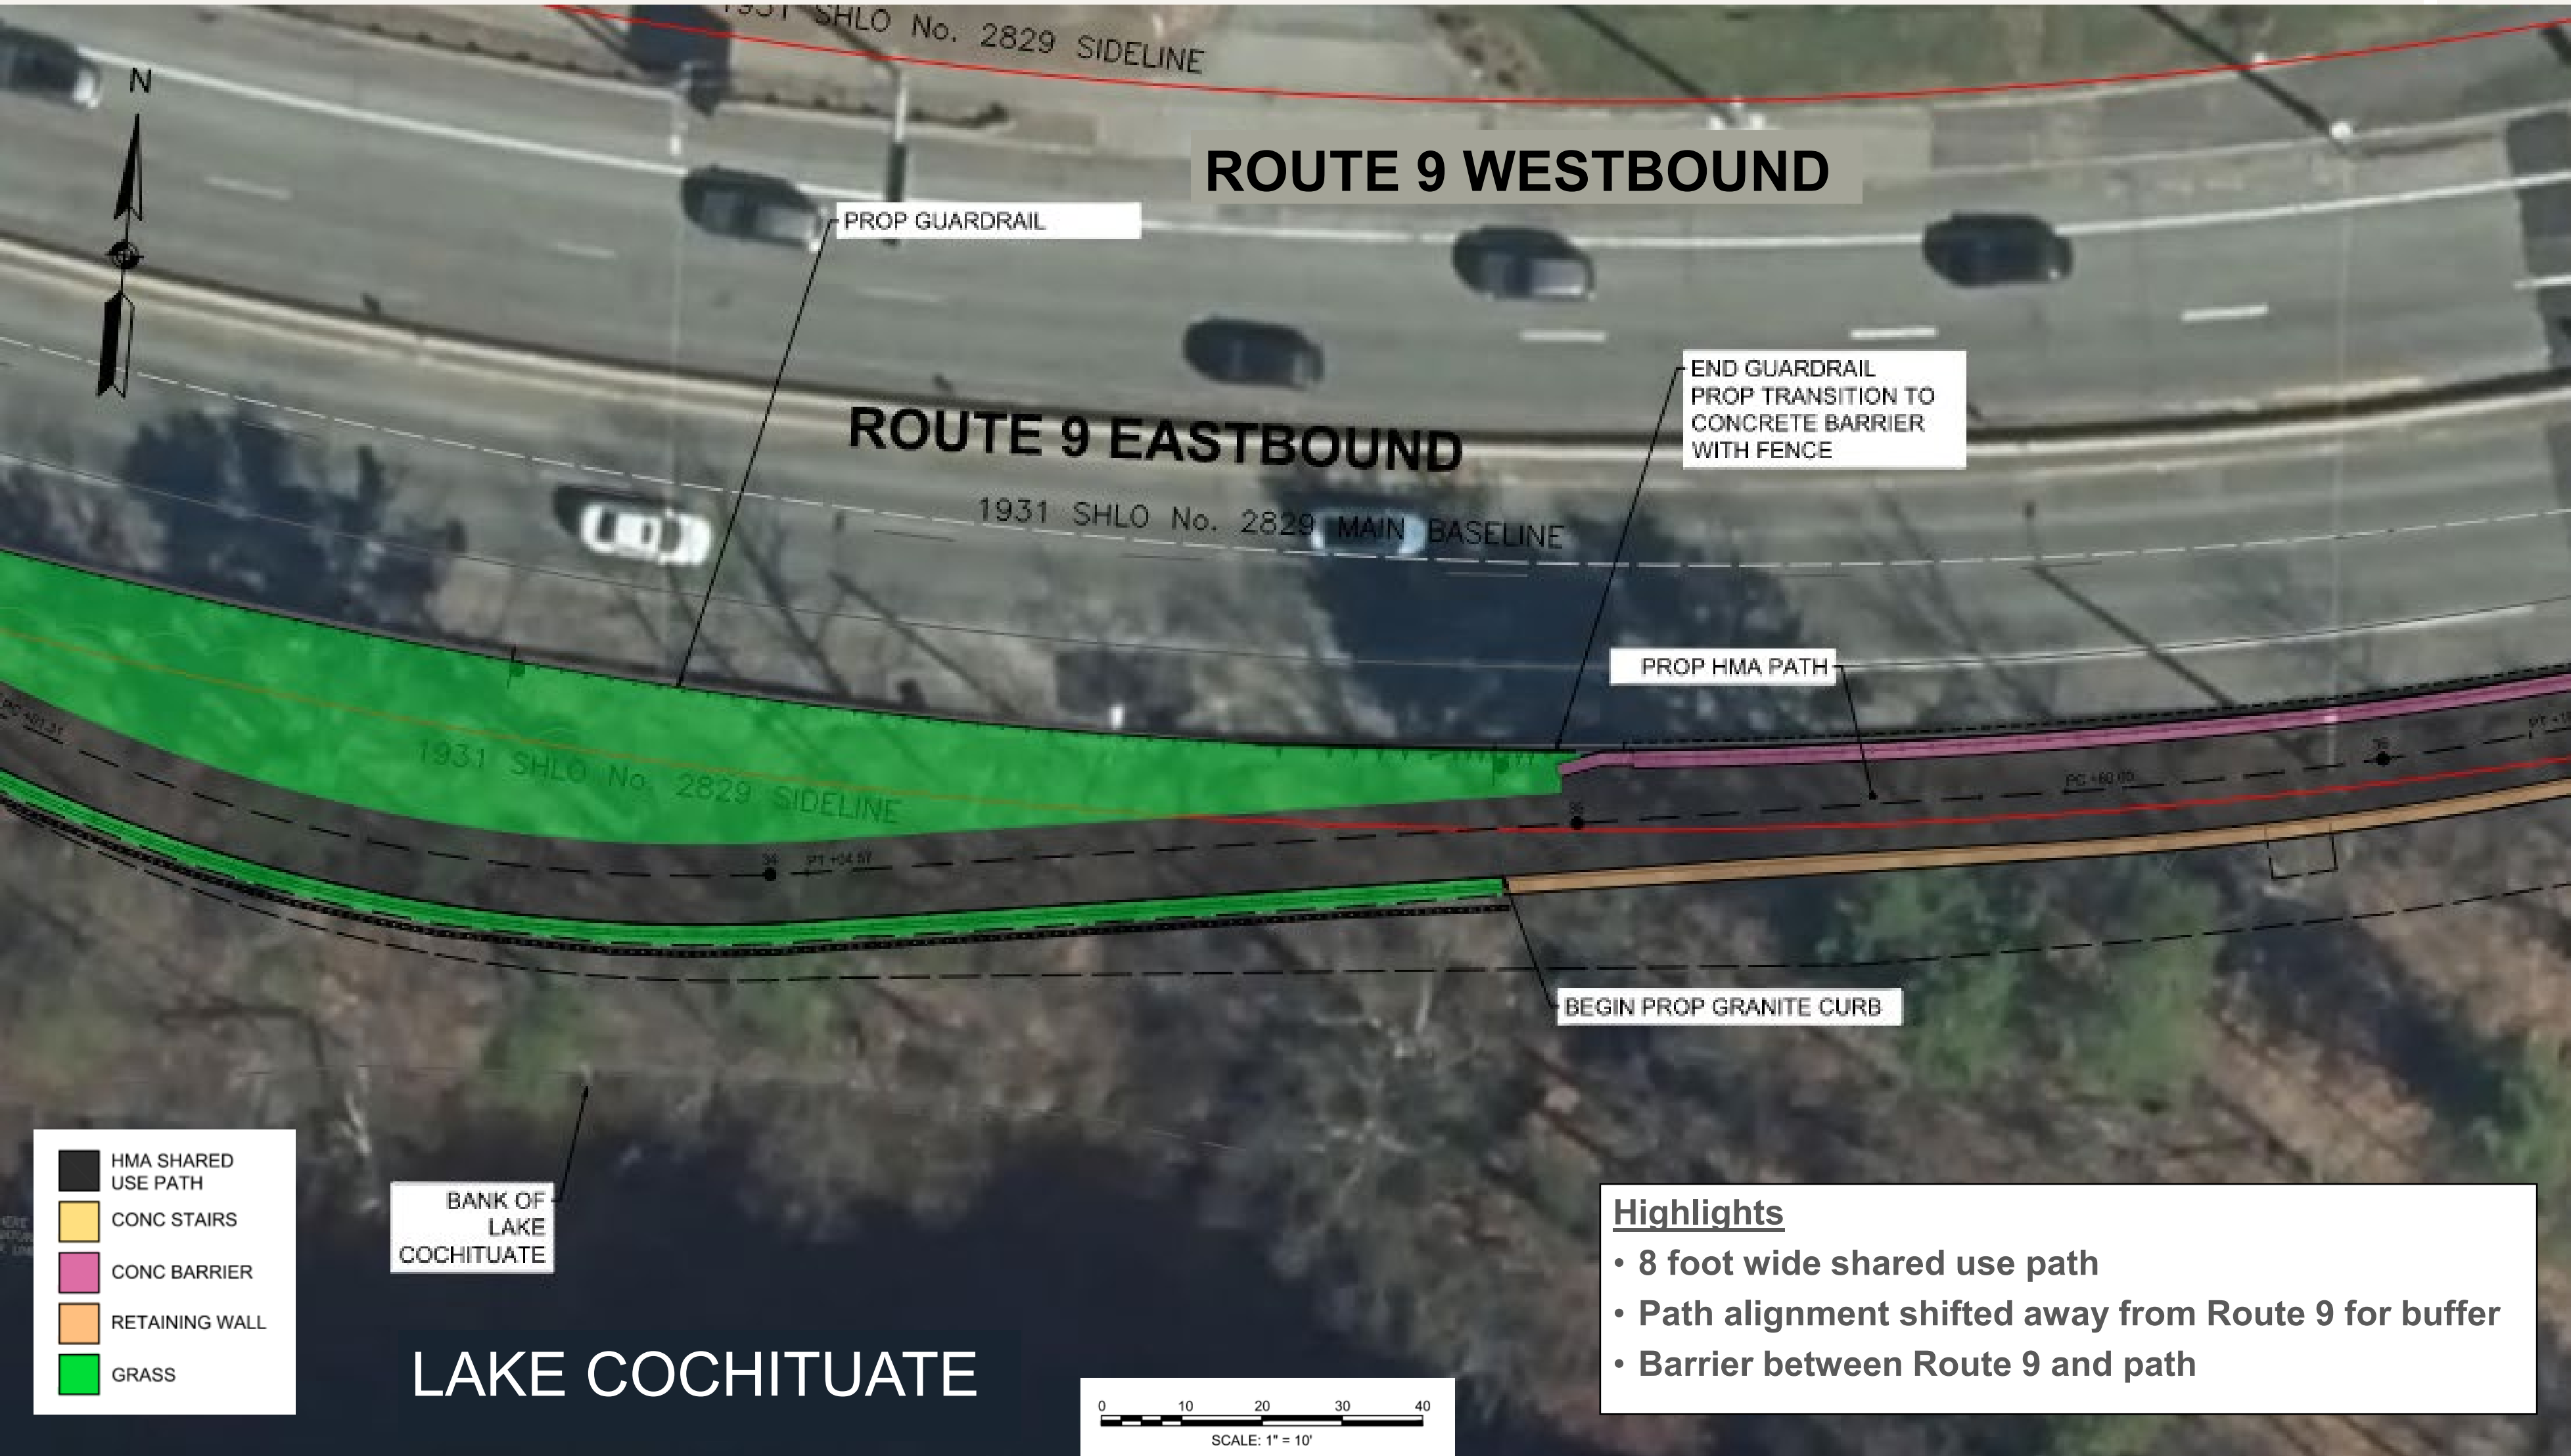 1931 SHLO No. 2829 SIDELINE
N
ROUTE 9 WESTBOUND
PROP GUARDRAIL
END GUARDRAIL
PROP TRANSITION TO
CONCRETE BARRIER
WITH FENCE
ROUTE 9 EASTBOUND
1931 SHLO No. 2829 MAIN BASELINE
PROP HMA PATH
1931 SHLO No. 2829 SIDELINE
34
PT +04.57
BEGIN PROP GRANITE CURB
BANK OF
LAKE
COCHITUATE
HMA SHARED
USE PATH
CONC STAIRS
CONC BARRIER
RETAINING WALL
GRASS
LAKE COCHITUATE
0 10 20 30 40
SCALE: 1" = 10'
Highlights
• 8 foot wide shared use path
• Path alignment shifted away from Route 9 for buffer
• Barrier between Route 9 and path